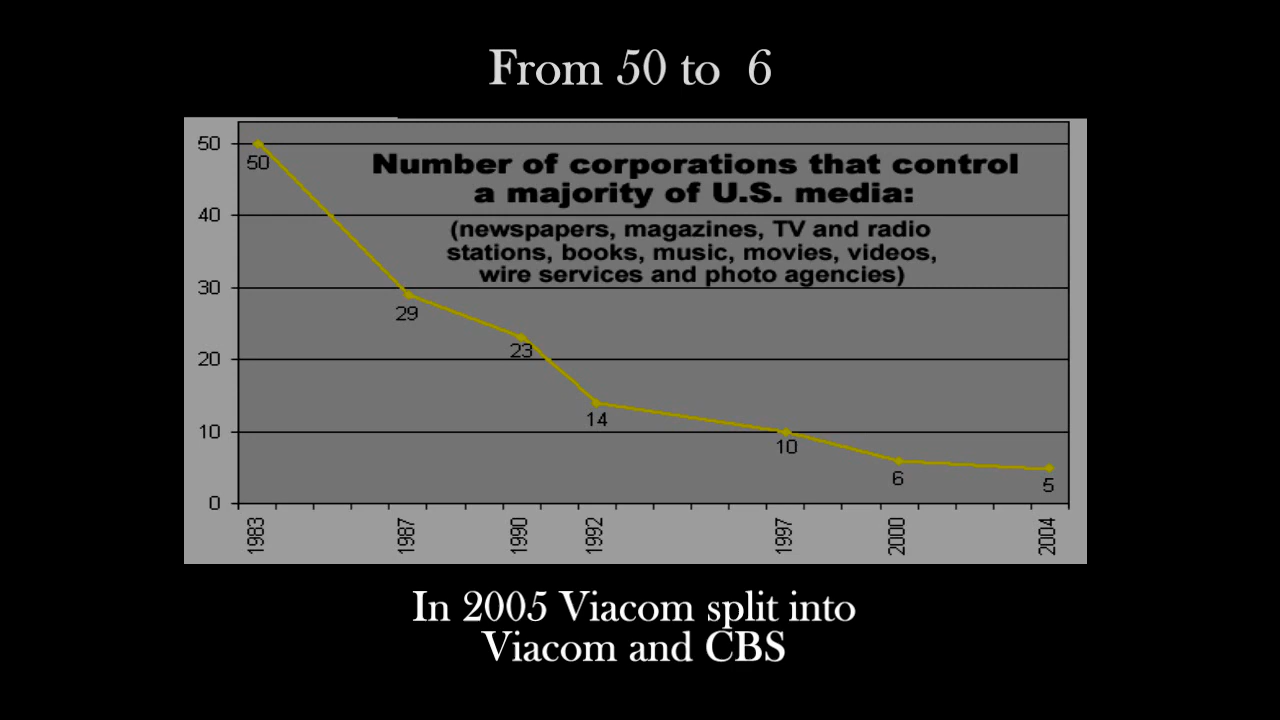 From 50 to 6
Number of corporations that control
a majority of U.S. media:
(newspapers, magazines, TV and radio
stations, books, music, movies, videos,
wire services and photo agencies)
50
40
30
20
10
0
50
29
23
14
10
6
5
1983
1987
1990
1992
1997
2000
2004
In 2005 Viacom split into
Viacom and CBS